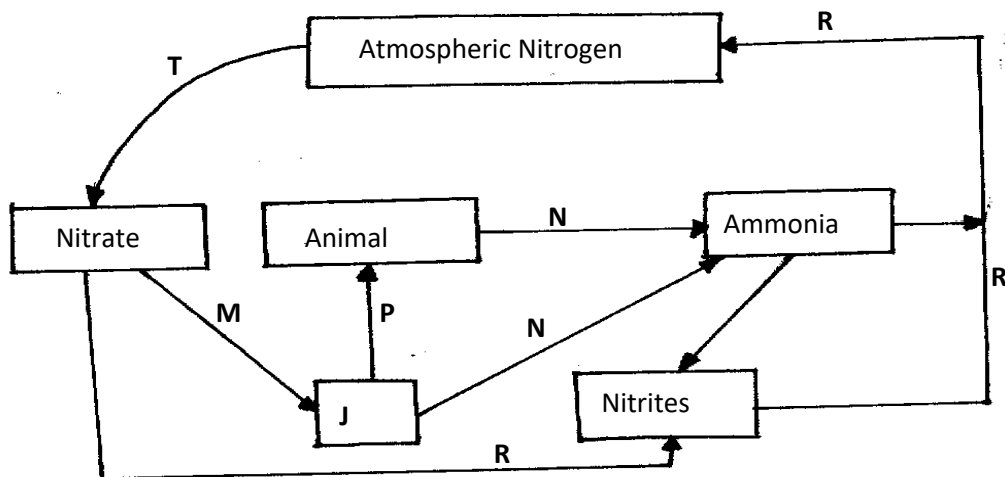 R
Atmospheric Nitrogen
T
Nitrate
Animal
N
Ammonia
M
P
N
R
J
Nitrites
R